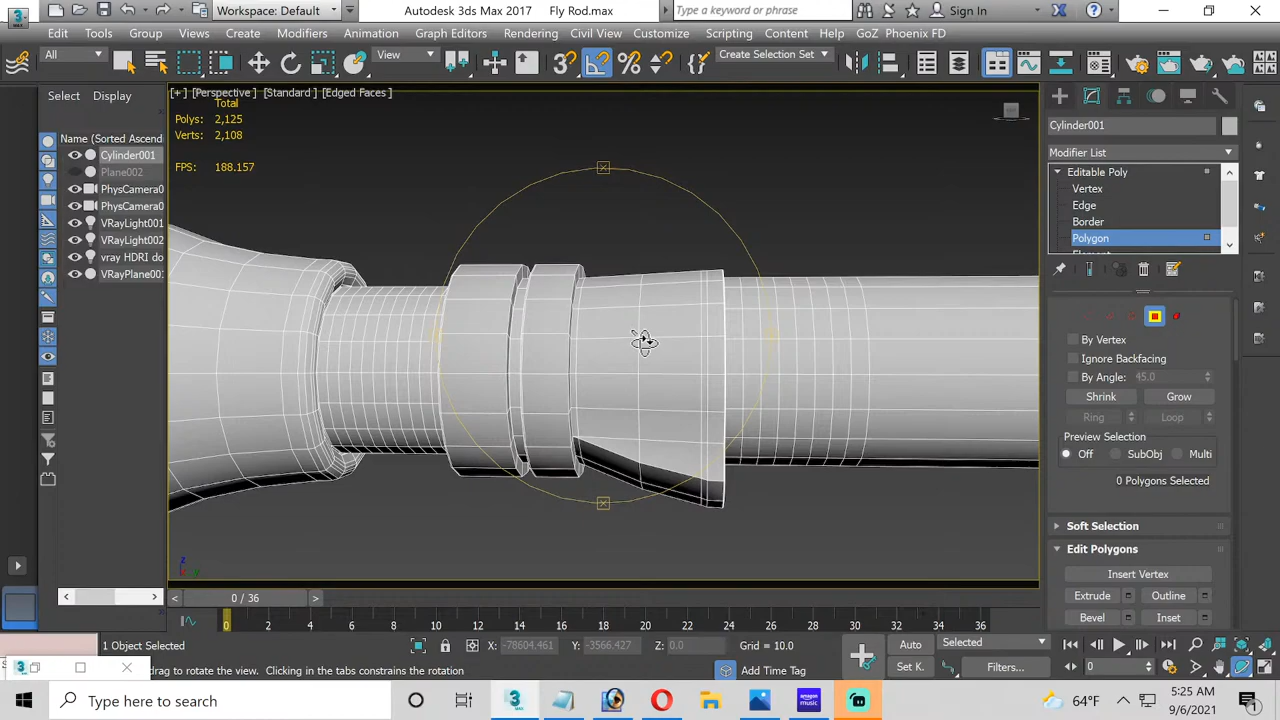 Workspace: Default
Autodesk 3ds Max 2017
Fly Rod.max
Type a keyword or phrase
Sign In
Edit
Tools
Group
Views
Create
Modifiers
Animation
Graph Editors
Rendering
Civil View
Customize
Scripting
Content
Help
GoZ
Phoenix FD
All
View
Create Selection Set
Select
Display
[+] [Perspective] [Standard] [Edged Faces]
Total
Polys: 2,125
Verts: 2,108
FPS: 188.157
Name (Sorted Ascend
Cylinder001
Plane002
PhysCamera0
PhysCamera0
VRayLight001
VRayLight002
vray HDRI do
VRayPlane001
Cylinder001
Modifier List
Editable Poly
Vertex
Edge
Border
Polygon
By Vertex
Ignore Backfacing
By Angle: 45.0
Shrink
Grow
Ring
Loop
Preview Selection
Off
SubObj
Multi
0 Polygons Selected
Soft Selection
Edit Polygons
Insert Vertex
Extrude
Outline
Bevel
Inset
z
0 / 36
0 2 4 6 8 10 12 14 16 18 20 22 24 26 28 30 32 34 36
1 Object Selected
X: -78604.461
Y: -3566.427
Z: 0.0
Grid = 10.0
Auto
Selected
drag to rotate the view. Clicking in the tabs constrains the rotation
Add Time Tag
Set K.
Filters...
0
Type here to search
amazon music
64°F
5:25 AM
9/6/2021